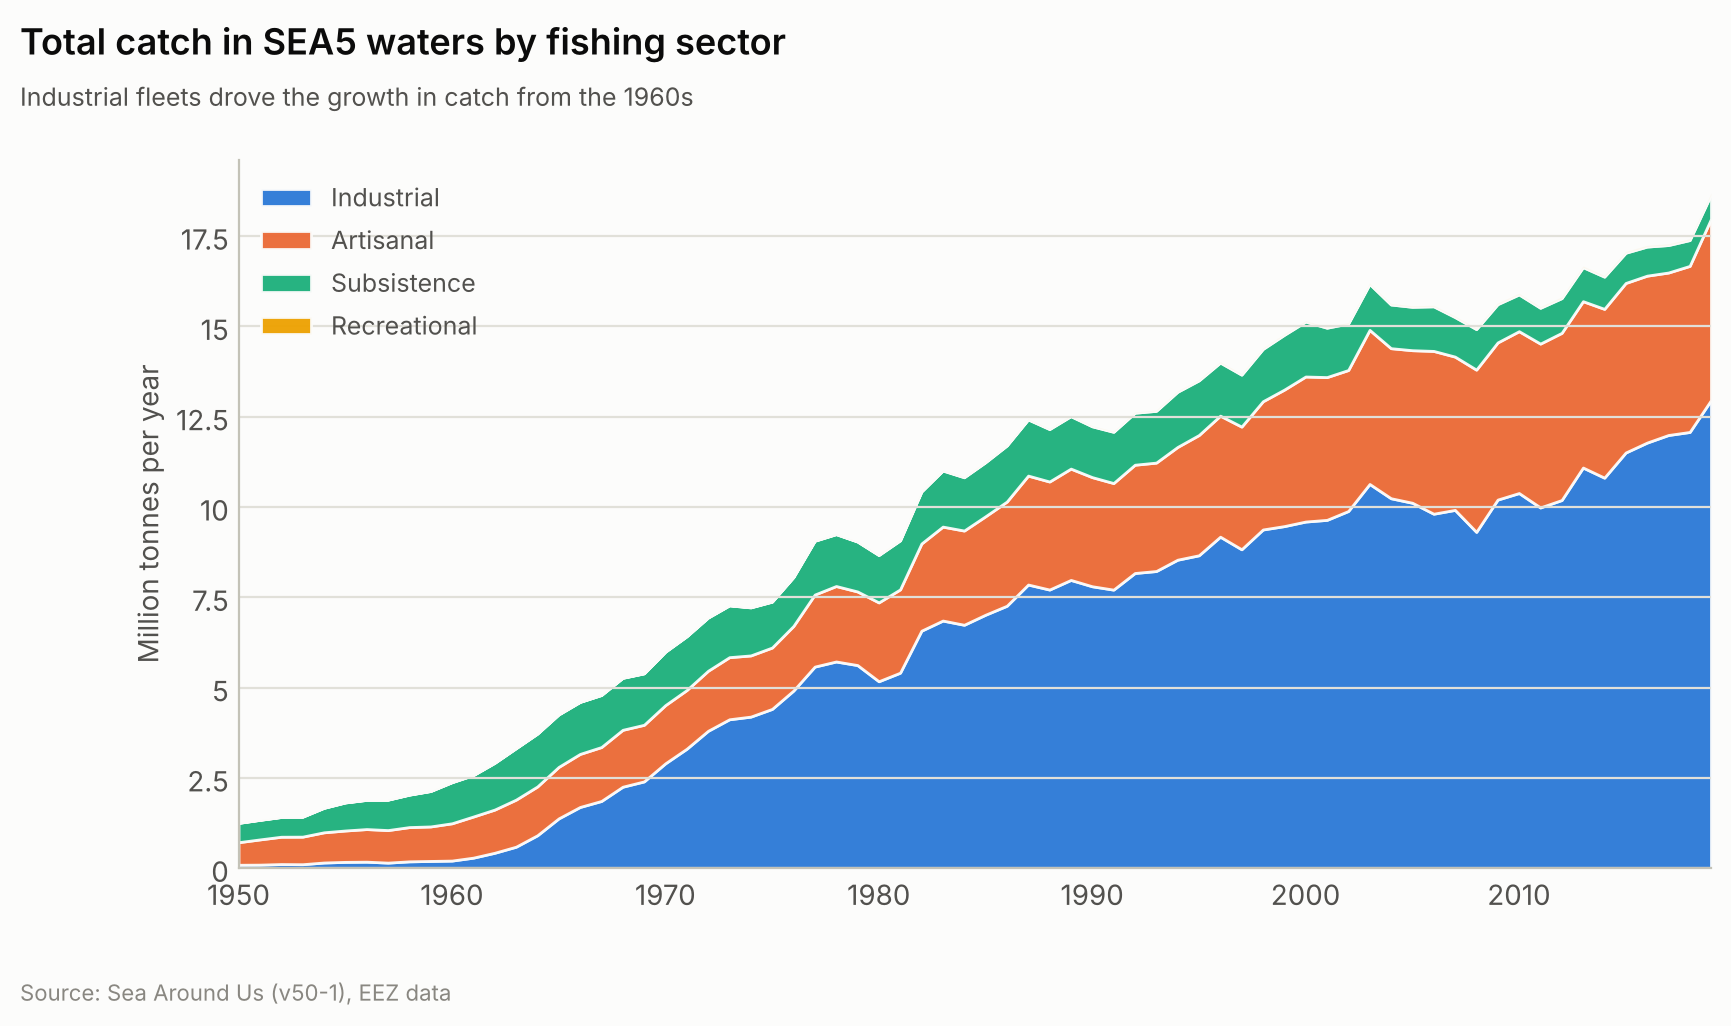 Total catch in SEA5 waters by fishing sector
Industrial fleets drove the growth in catch from the 1960s
Industrial
Artisanal
Subsistence
Recreational
Million tonnes per year
17.5
15
12.5
10
7.5
5
2.5
0
1950 1960 1970 1980 1990 2000 2010
Source: Sea Around Us (v50-1), EEZ data